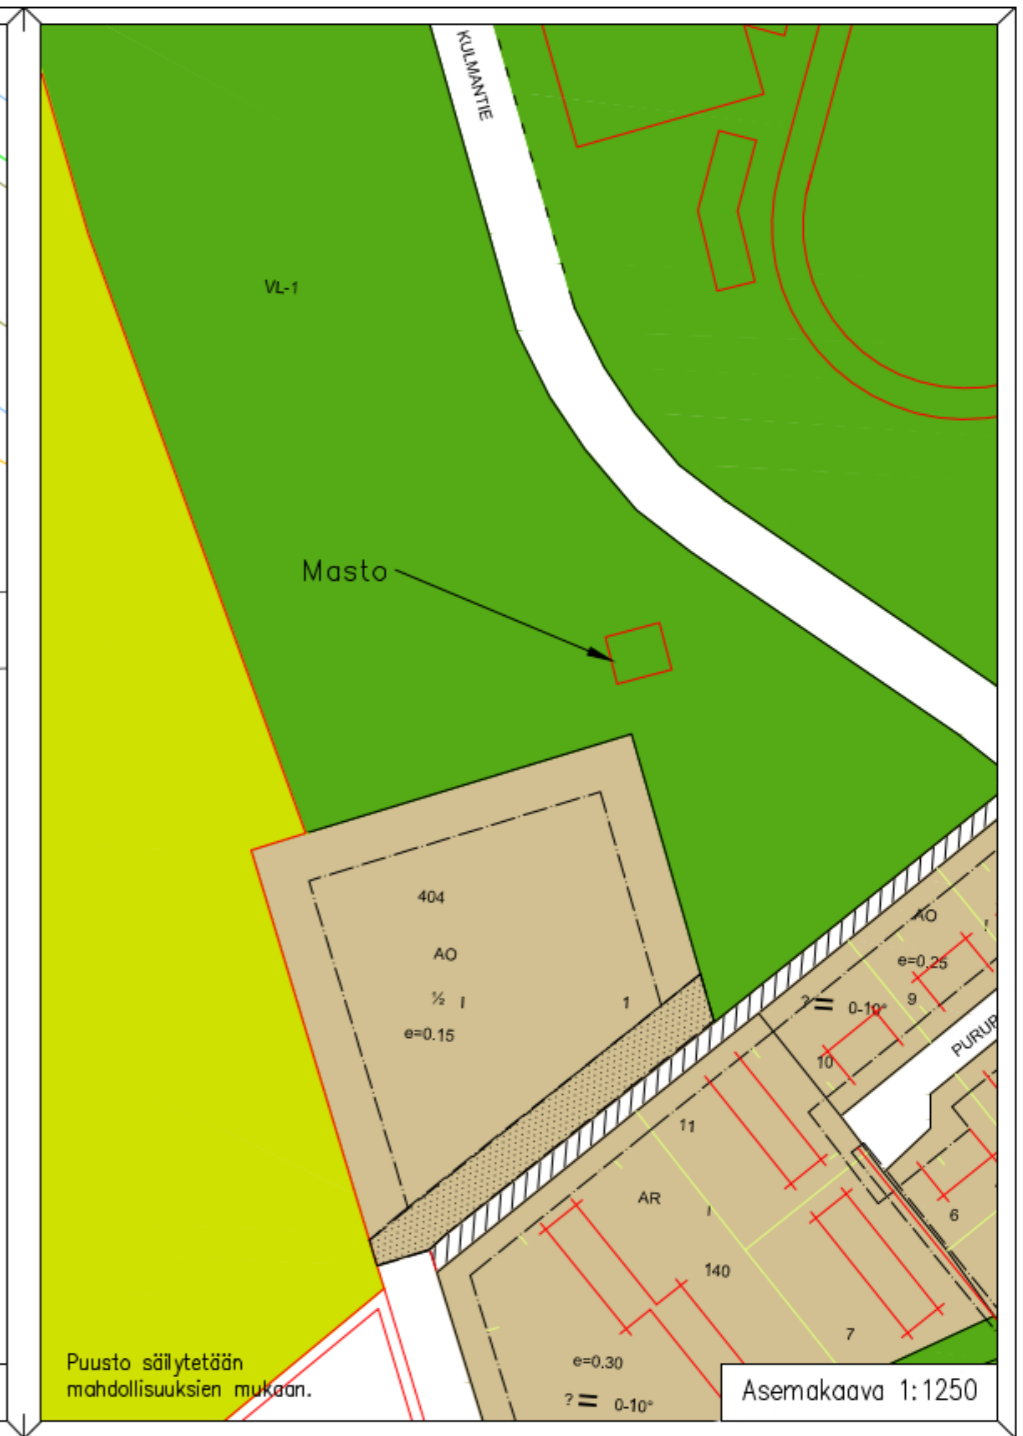 KULMANTIE
VL-1
Masto
404
AO
½ I
1
e=0.15
AO
I
e=0.25
9
? = 0-10°
10
PURUR
11
AR
I
6
140
7
e=0.30
? = 0-10°
Puusto säilytetään
mahdollisuuksien mukaan.
Asemakaava 1:1250